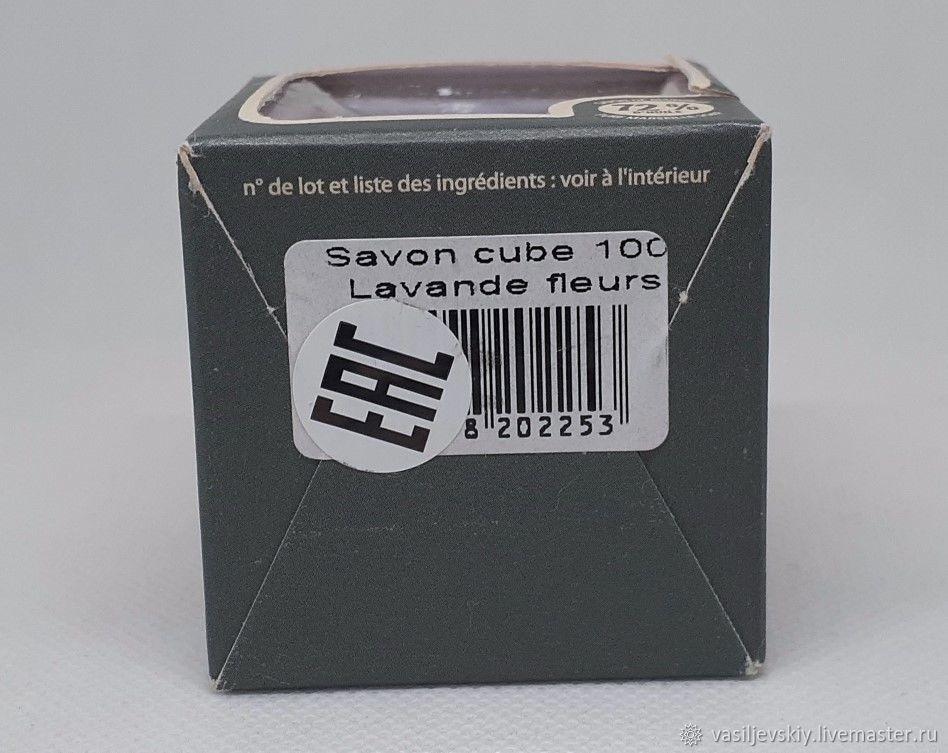 72%
n° de lot et liste des ingrédients : voir à l'intérieur
Savon cube 100
Lavande fleurs
EAC
8 202253
vasiljevskiy.livemaster.ru